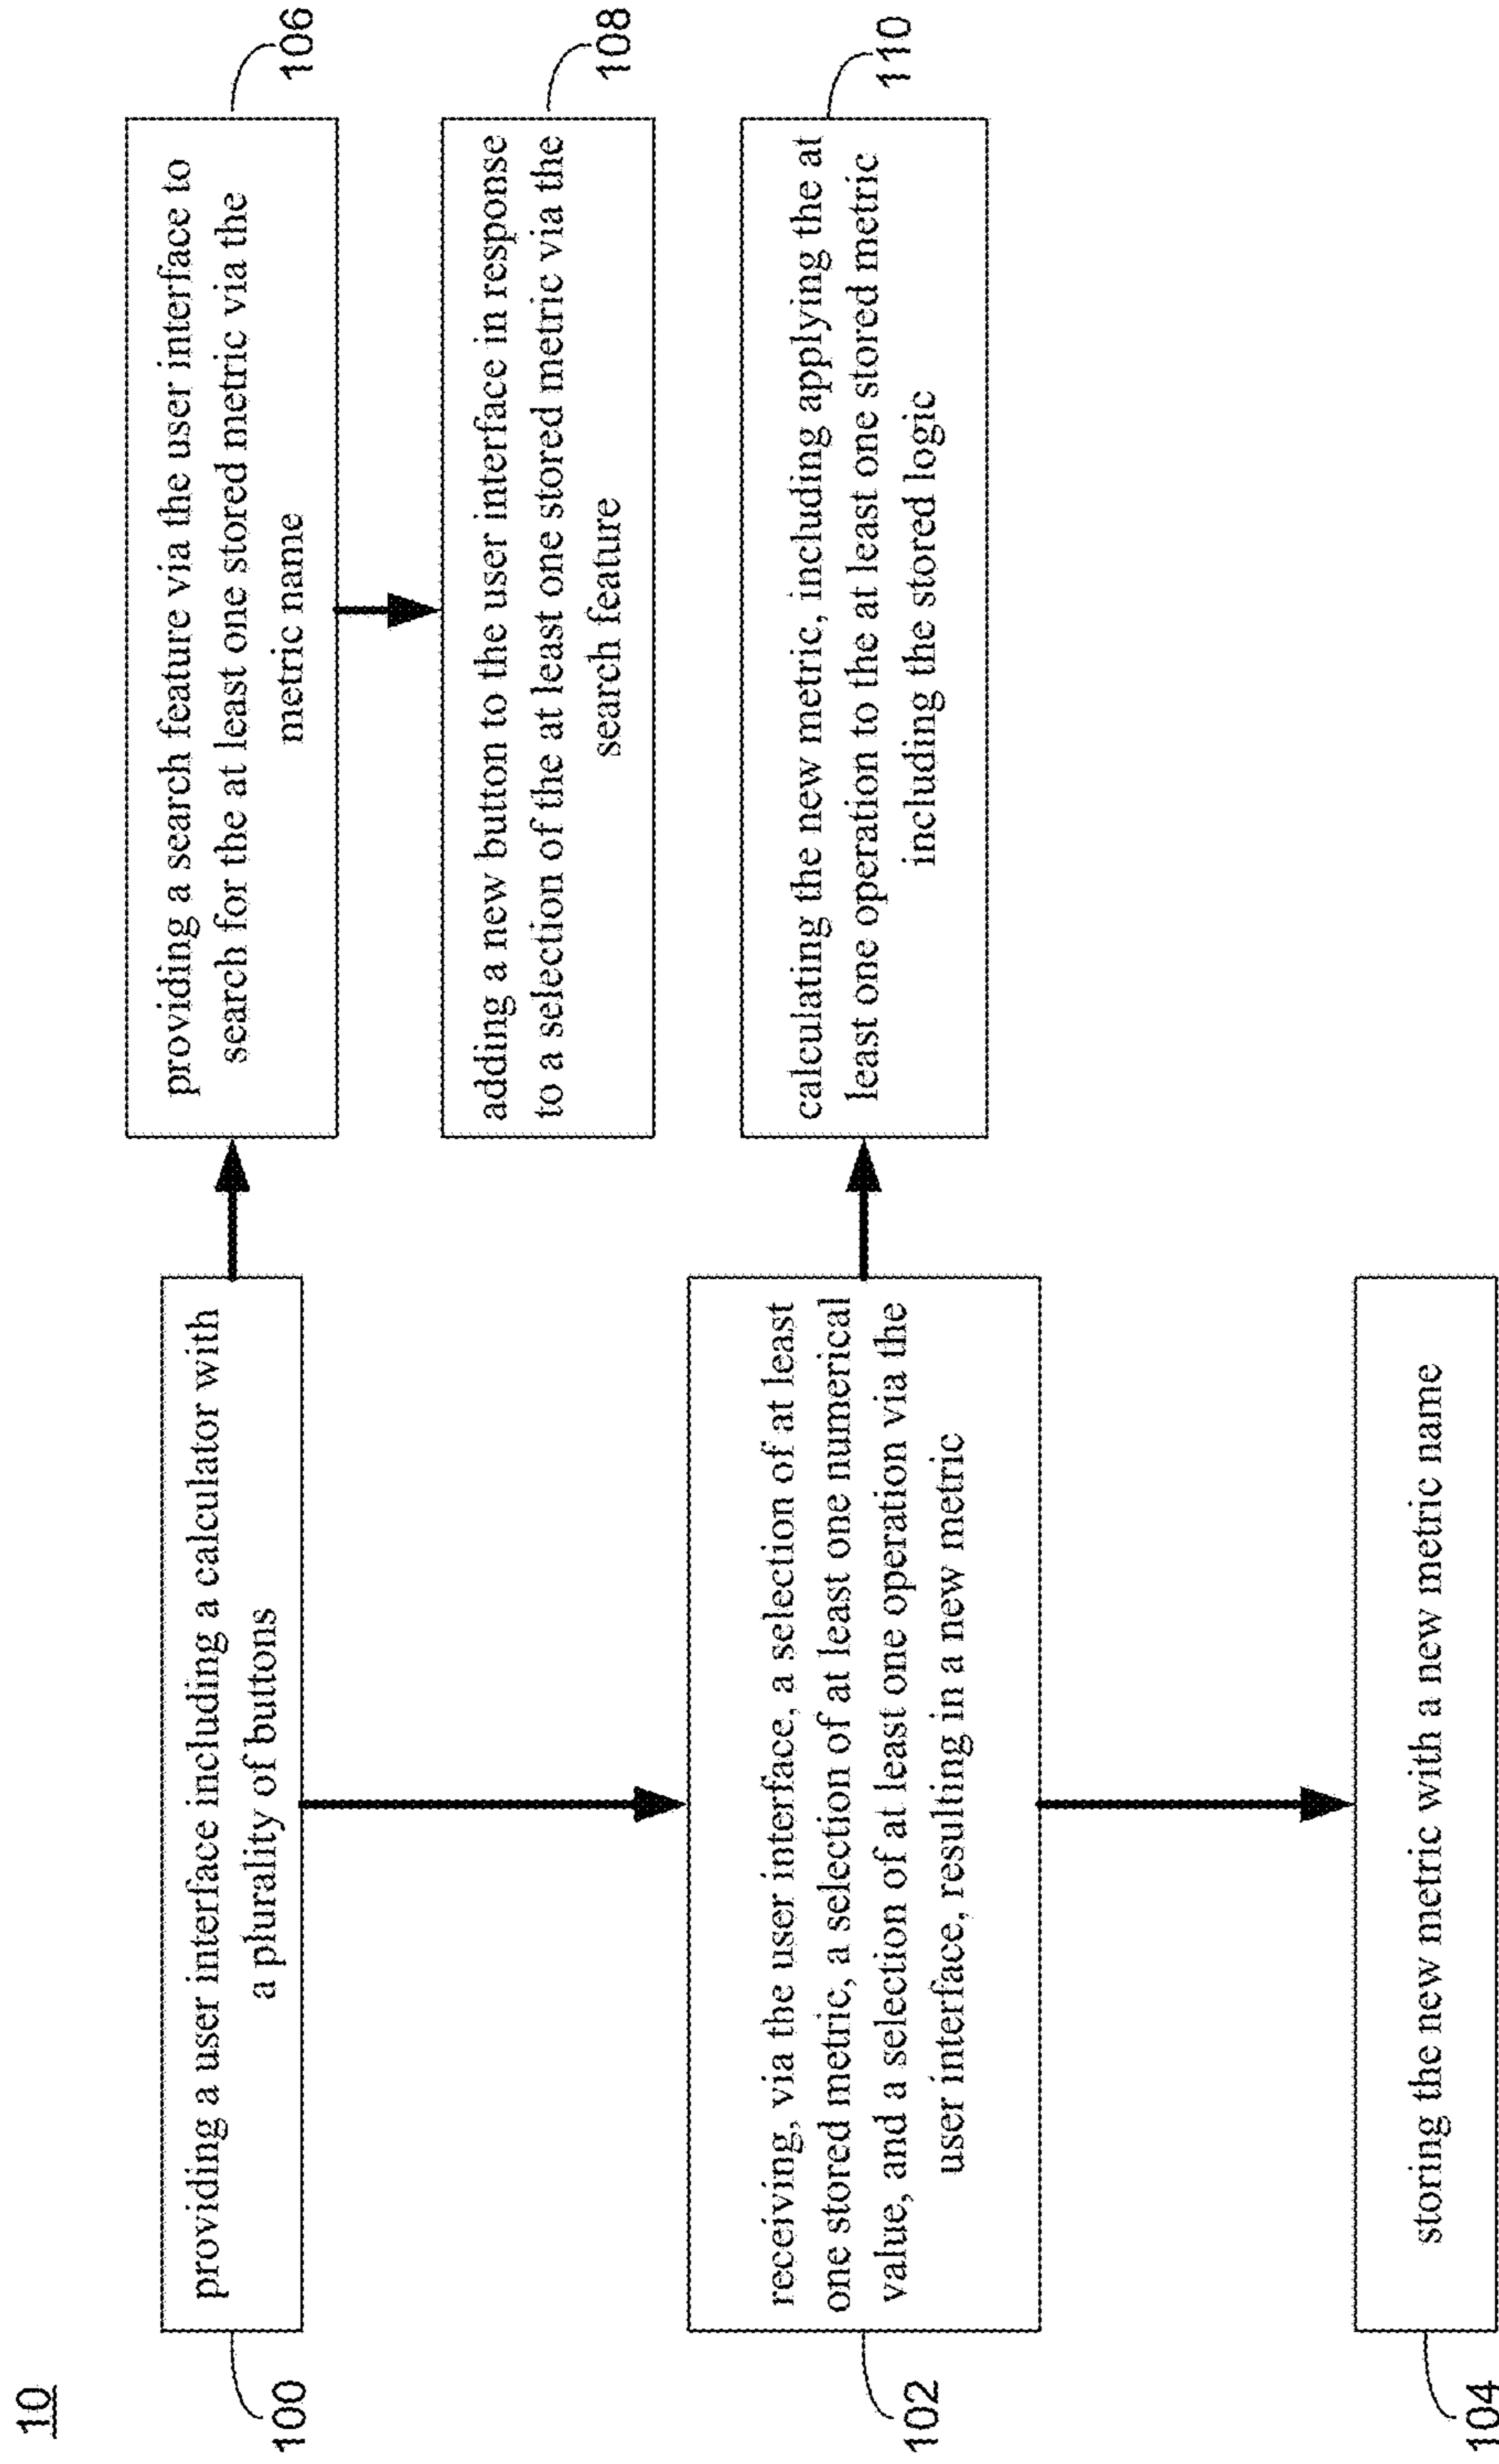 10
100
providing a user interface including a calculator with
a plurality of buttons
106
providing a search feature via the user interface to
search for the at least one stored metric via the
metric name
108
adding a new button to the user interface in response
to a selection of the at least one stored metric via the
search feature
102
receiving, via the user interface, a selection of at least
one stored metric, a selection of at least one numerical
value, and a selection of at least one operation via the
user interface, resulting in a new metric
110
calculating the new metric, including applying the at
least one operation to the at least one stored metric
including the stored logic
104
storing the new metric with a new metric name